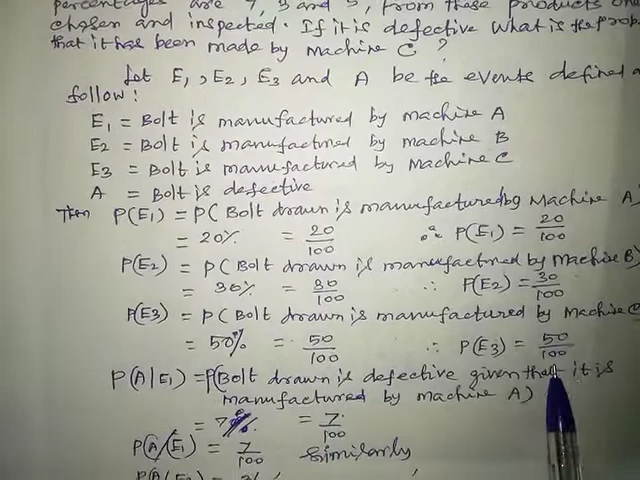 percentages are 7, 3 and 5, from these products one
chosen and inspected. If it is defective what is the prob
that it has been made by machine C?
Let E1, E2, E3 and A be the events defined a
follow:
E1 = Bolt is manufactured by machine A
E2 = Bolt is manufactured by machine B
E3 = Bolt is manufactured by Machine C
A = Bolt is defective
Then P(E1) = P( Bolt drawn is manufactured by Machine A)
= 20% = 20/100 ∴ P(E1) = 20/100
P(E2) = P( Bolt drawn is manufactured by Machine B)
= 30% = 30/100 ∴ P(E2) = 30/100
P(E3) = P( Bolt drawn is manufactured by Machine C
= 50% = 50/100 ∴ P(E3) = 50/100
P(A|E1) = P(Bolt drawn is defective given that it is
manufactured by machine A)
= 7% = 7/100
P(A/E1) = 7/100 Similarly